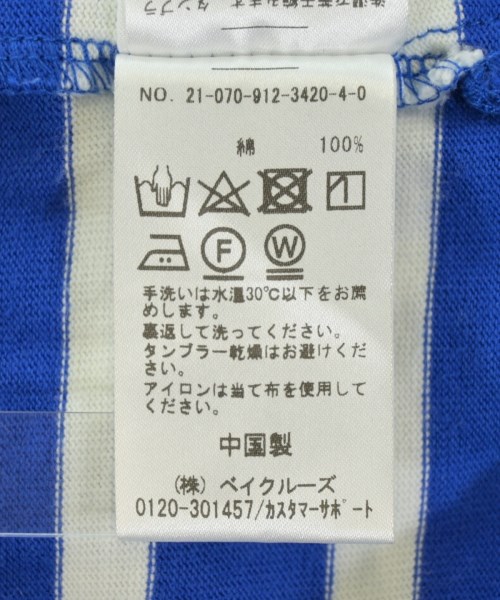 NO. 21-070-912-3420-4-0
綿 100%
F W
手洗いは水温30℃以下をお薦
めします。
裏返して洗ってください。
タンブラー乾燥はお避けくだ
さい。
アイロンは当て布を使用して
ください。
中国製
(株) ベイクルーズ
0120-301457/カスタマーサポート